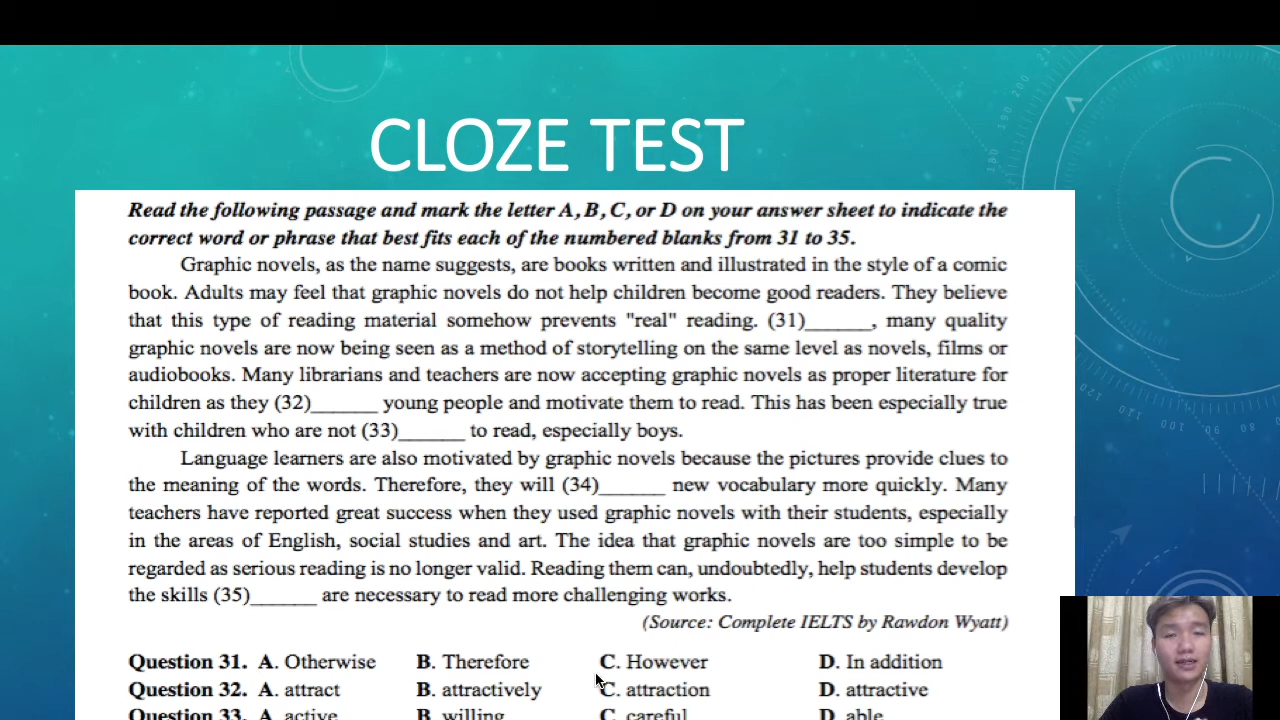 CLOZE TEST
Read the following passage and mark the letter A, B, C, or D on your answer sheet to indicate the
correct word or phrase that best fits each of the numbered blanks from 31 to 35.
Graphic novels, as the name suggests, are books written and illustrated in the style of a comic
book. Adults may feel that graphic novels do not help children become good readers. They believe
that this type of reading material somehow prevents "real" reading. (31)______, many quality
graphic novels are now being seen as a method of storytelling on the same level as novels, films or
audiobooks. Many librarians and teachers are now accepting graphic novels as proper literature for
children as they (32)______ young people and motivate them to read. This has been especially true
with children who are not (33)______ to read, especially boys.
Language learners are also motivated by graphic novels because the pictures provide clues to
the meaning of the words. Therefore, they will (34)______ new vocabulary more quickly. Many
teachers have reported great success when they used graphic novels with their students, especially
in the areas of English, social studies and art. The idea that graphic novels are too simple to be
regarded as serious reading is no longer valid. Reading them can, undoubtedly, help students develop
the skills (35)______ are necessary to read more challenging works.
(Source: Complete IELTS by Rawdon Wyatt)
Question 31. A. Otherwise B. Therefore C. However D. In addition
Question 32. A. attract B. attractively C. attraction D. attractive
Question 33. A. active B. willing C. careful D. able